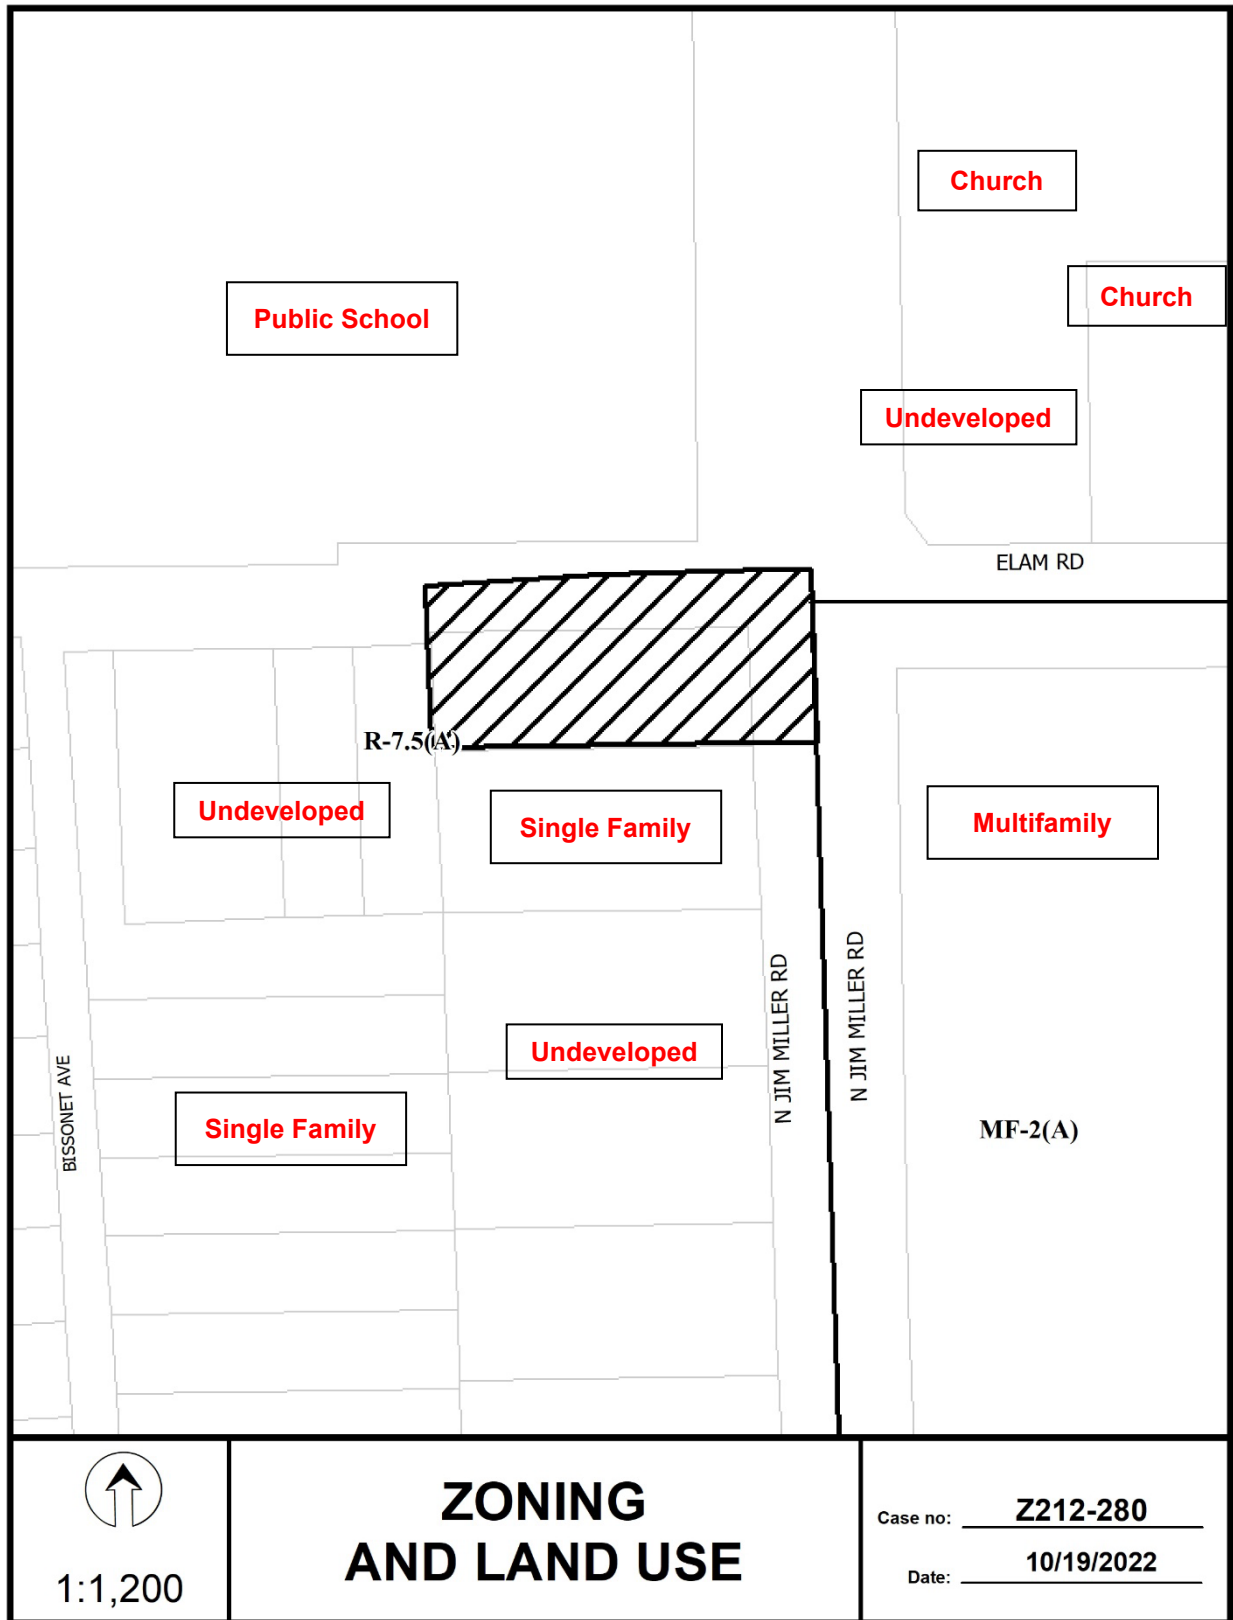 Church
Church
Public School
Undeveloped
ELAM RD
R-7.5(A)
Undeveloped
Single Family
Multifamily
N JIM MILLER RD
N JIM MILLER RD
Undeveloped
BISSONET AVE
Single Family
MF-2(A)
1:1,200
ZONING
AND LAND USE
Case no: Z212-280
Date: 10/19/2022